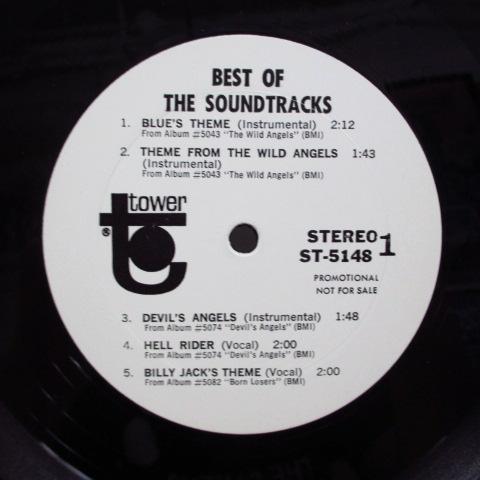 BEST OF
THE SOUNDTRACKS
1. BLUE'S THEME (Instrumental) 2:12
From Album #5043 "The Wild Angels" (BMI)
2. THEME FROM THE WILD ANGELS 1:43
(Instrumental)
From Album #5043 "The Wild Angels" (BMI)
tower
®
STEREO 1
ST-5148
PROMOTIONAL
NOT FOR SALE
3. DEVIL'S ANGELS (Instrumental) 1:48
From Album #5074 "Devil's Angels" (BMI)
4. HELL RIDER (Vocal) 2:00
From Album #5074 "Devil's Angels" (BMI)
5. BILLY JACK'S THEME (Vocal) 2:00
From Album #5082 "Born Losers" (BMI)